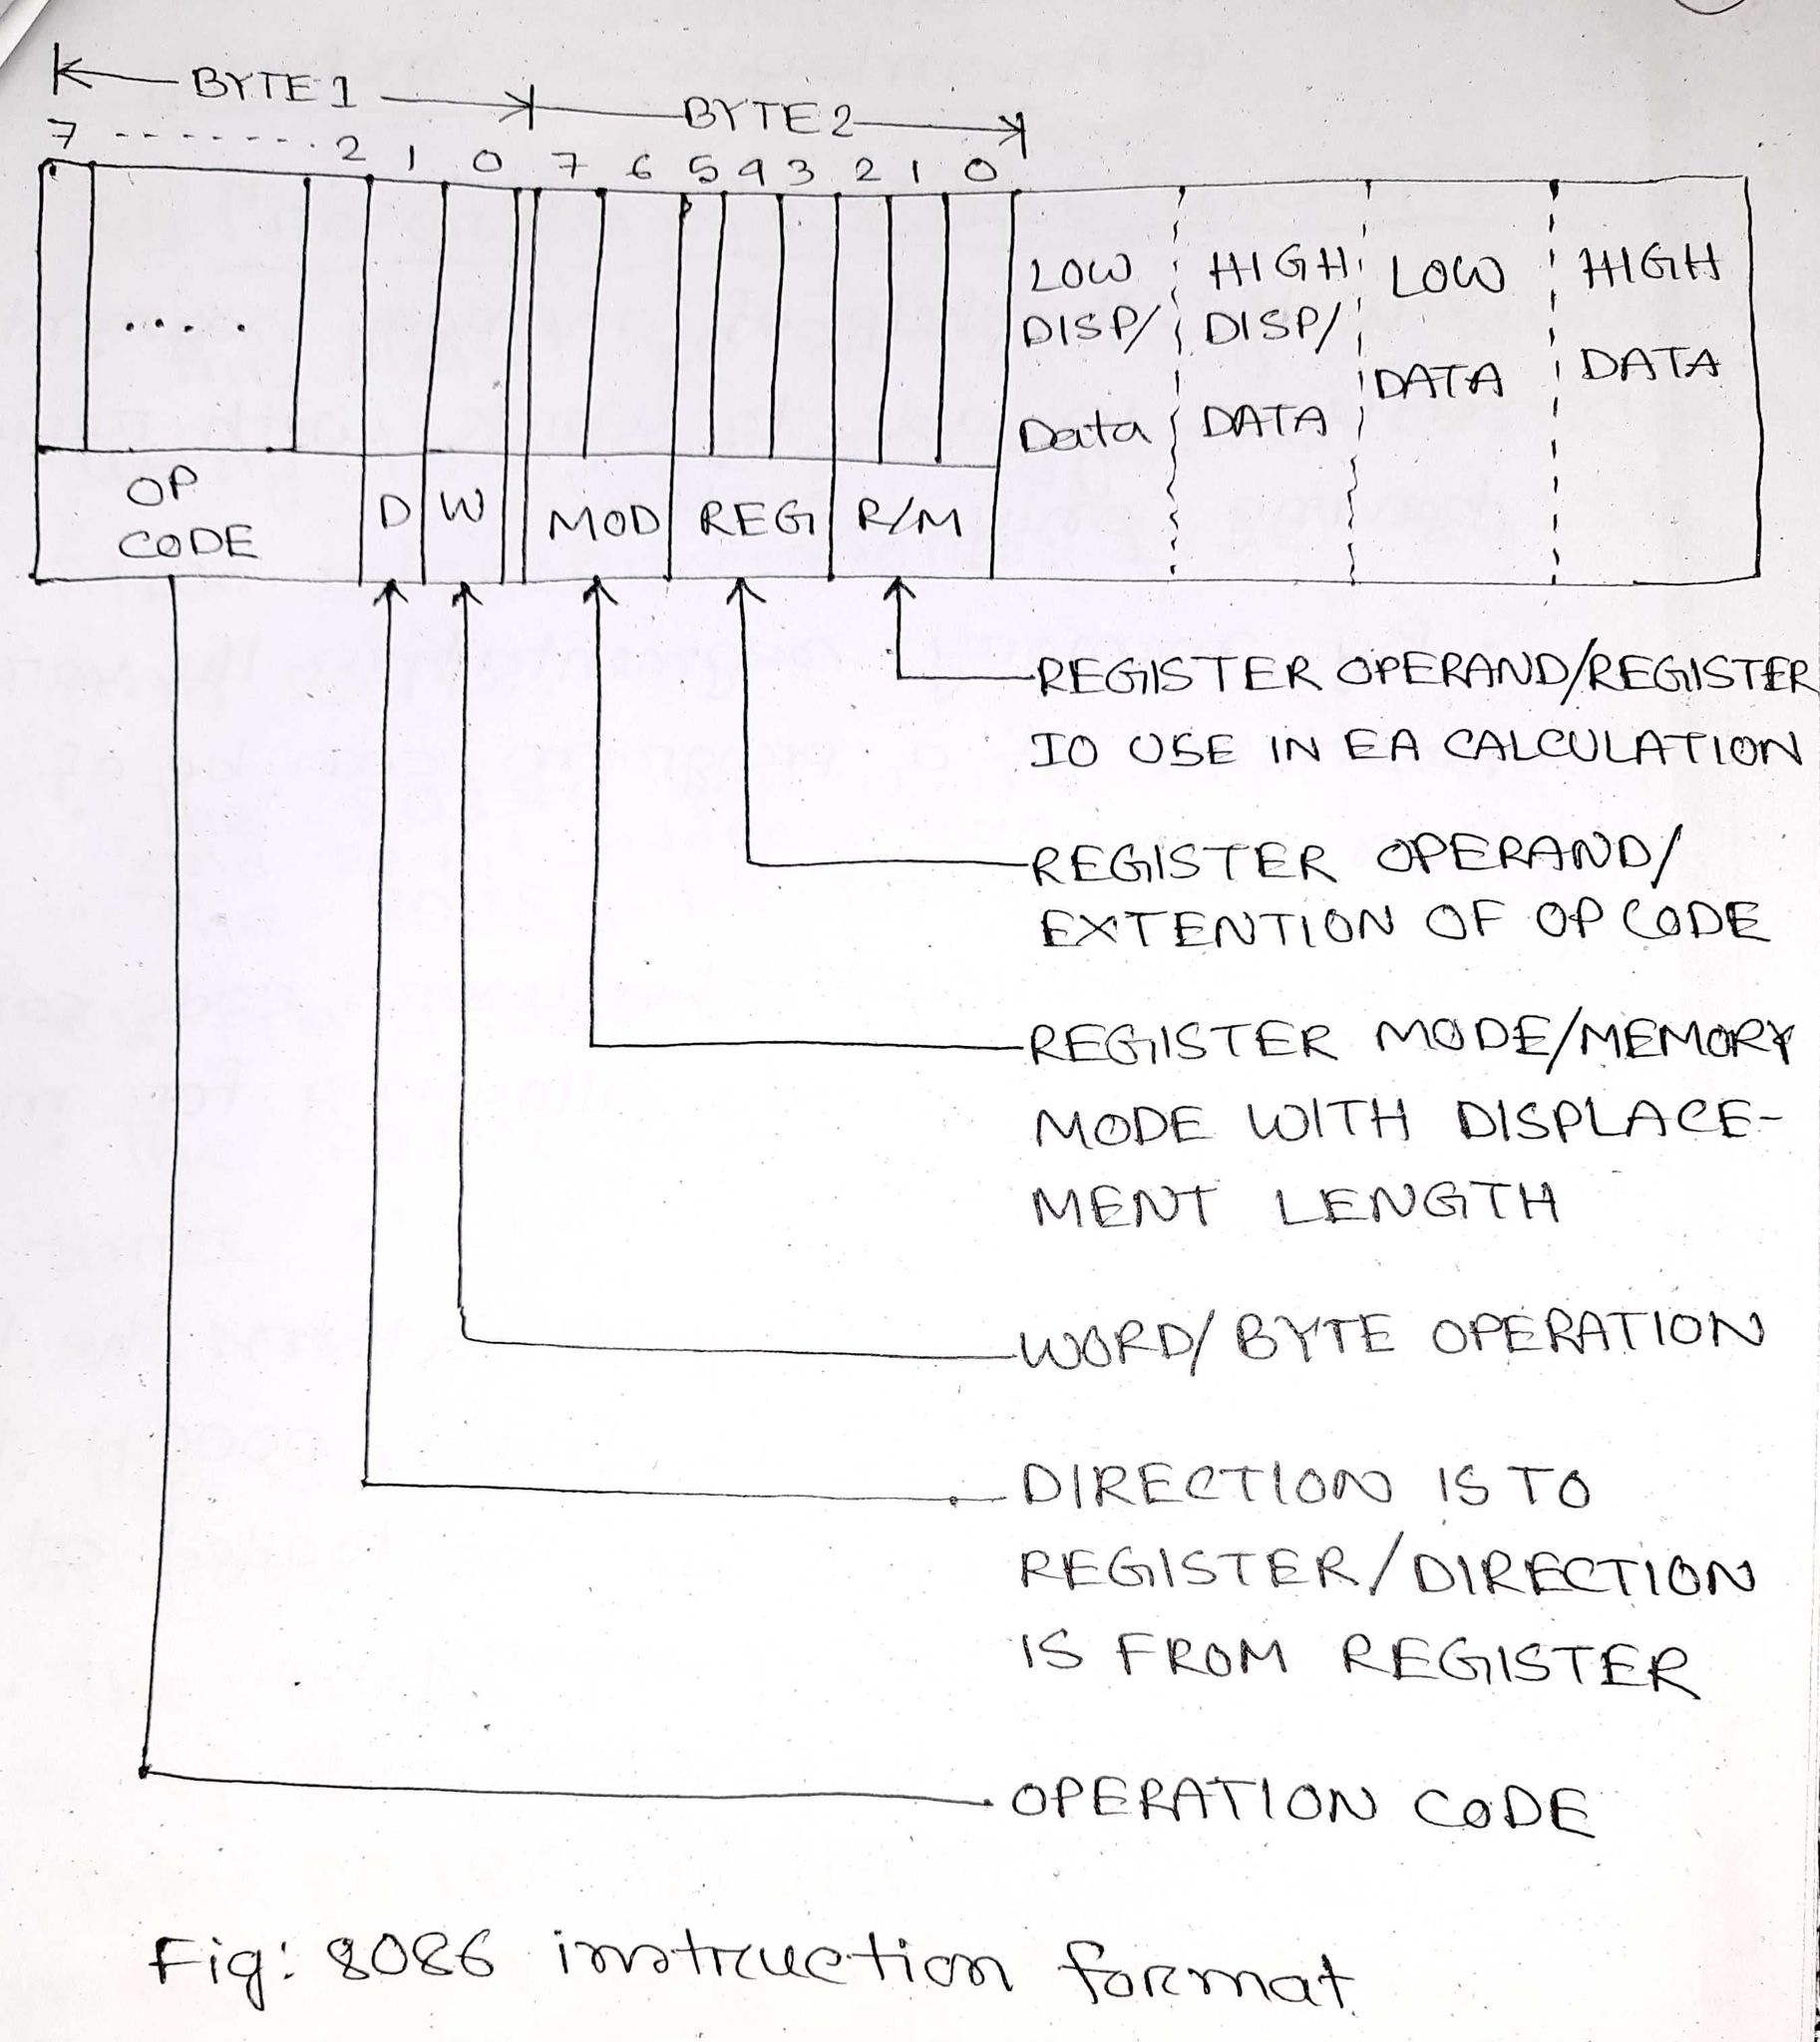 BYTE 1 BYTE 2
7 - - - - - - - . 2 1 0 7 6 5 4 3 2 1 0
LOW HIGH LOW HIGH
DISP/ DISP/
DATA DATA
Data DATA
....
OP
CODE
D W MOD REG R/M
REGISTER OPERAND/REGISTER
IO USE IN EA CALCULATION
REGISTER OPERAND/
EXTENTION OF OP CODE
REGISTER MODE/MEMORY
MODE WITH DISPLACE-
MENT LENGTH
WORD/ BYTE OPERATION
DIRECTION IS TO
REGISTER/DIRECTION
IS FROM REGISTER
OPERATION CODE
Fig: 8086 instruction format